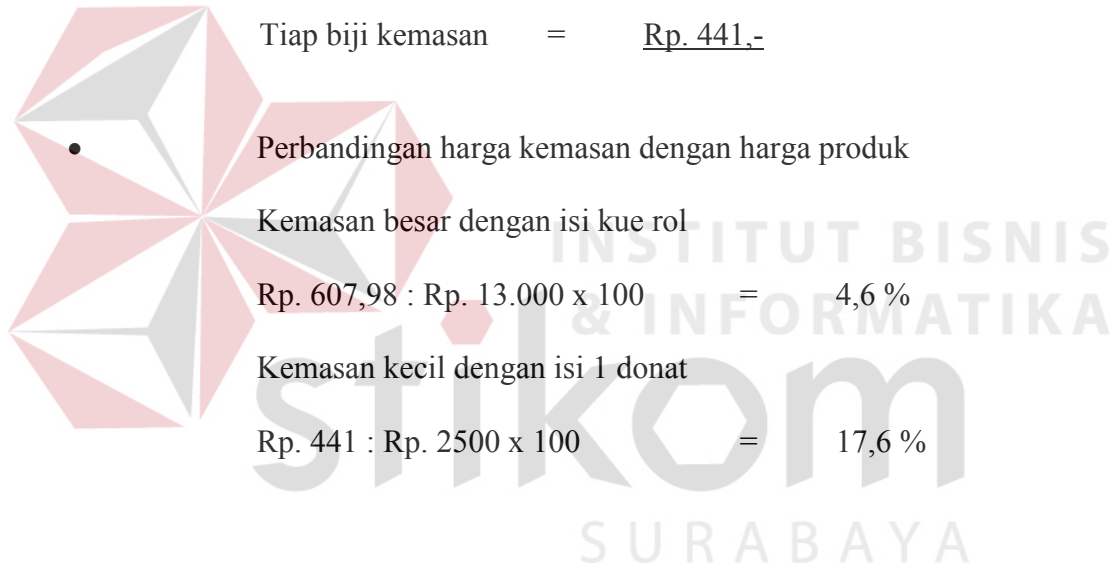 Tiap biji kemasan = Rp. 441,-
• Perbandingan harga kemasan dengan harga produk
Kemasan besar dengan isi kue rol
Rp. 607,98 : Rp. 13.000 x 100 = 4,6 %
Kemasan kecil dengan isi 1 donat
Rp. 441 : Rp. 2500 x 100 = 17,6 %
INSTITUT BISNIS
& INFORMATIKA
stikom
SURABAYA